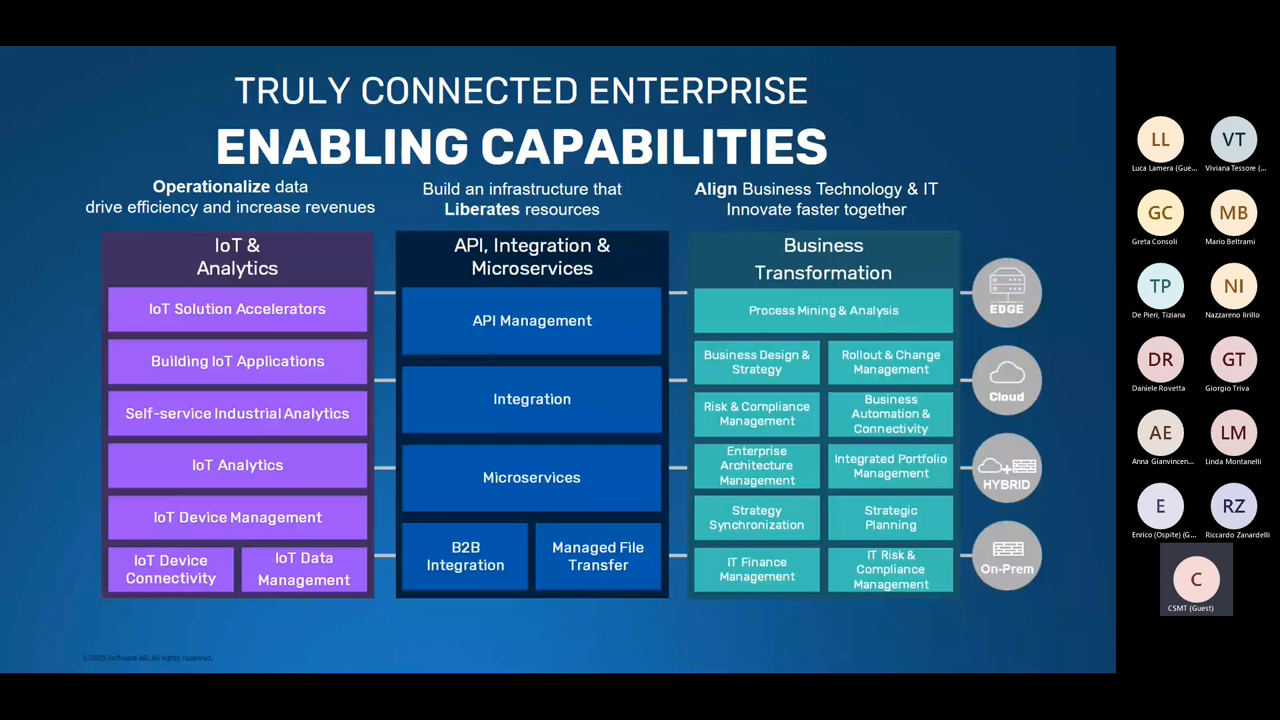 TRULY CONNECTED ENTERPRISE
ENABLING CAPABILITIES
Operationalize data
drive efficiency and increase revenues
Build an infrastructure that
Liberates resources
Align Business Technology & IT
Innovate faster together
IoT &
Analytics
IoT Solution Accelerators
Building IoT Applications
Self-service Industrial Analytics
IoT Analytics
IoT Device Management
IoT Device
Connectivity
IoT Data
Management
API, Integration &
Microservices
API Management
Integration
Microservices
B2B
Integration
Managed File
Transfer
Business
Transformation
Process Mining & Analysis
Business Design &
Strategy
Rollout & Change
Management
Risk & Compliance
Management
Business
Automation &
Connectivity
Enterprise
Architecture
Management
Integrated Portfolio
Management
Strategy
Synchronization
Strategic
Planning
IT Finance
Management
IT Risk &
Compliance
Management
EDGE
Cloud
HYBRID
On-Prem
©2021 Software AG. All rights reserved.
LL
Luca Lamera (Gue...
VT
Viviana Tessore (...
GC
Greta Consoli
MB
Mario Beltrami
TP
De Pieri, Tiziana
NI
Nazzareno Iirillo
DR
Daniele Rovetta
GT
Giorgio Triva
AE
Anna Gianvincen...
LM
Linda Montanelli
E
Enrico (Ospite) (G...
RZ
Riccardo Zanardelli
C
CSMT (Guest)